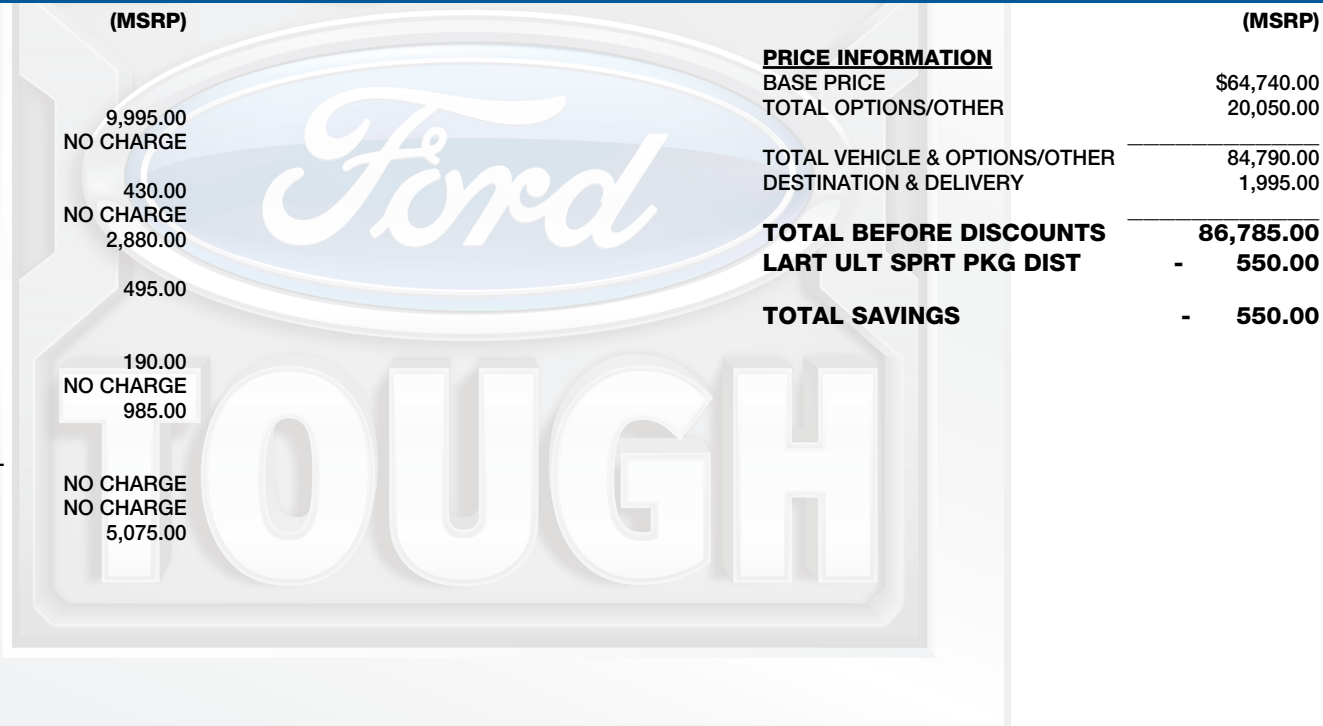 (MSRP)
9,995.00
NO CHARGE
430.00
NO CHARGE
2,880.00
495.00
190.00
NO CHARGE
985.00
NO CHARGE
NO CHARGE
5,075.00
(MSRP)
PRICE INFORMATION
BASE PRICE $64,740.00
TOTAL OPTIONS/OTHER 20,050.00
TOTAL VEHICLE & OPTIONS/OTHER 84,790.00
DESTINATION & DELIVERY 1,995.00
TOTAL BEFORE DISCOUNTS 86,785.00
LART ULT SPRT PKG DIST - 550.00
TOTAL SAVINGS - 550.00
Ford
TOUGH